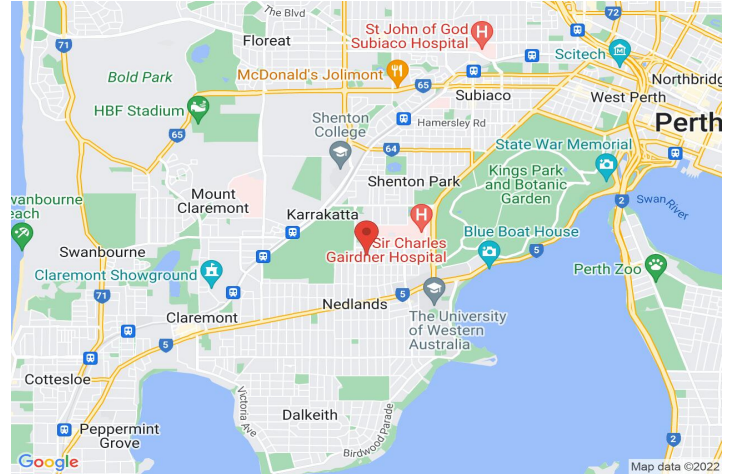 The Blvd
72
71
Floreat
St John of God
Subiaco Hospital
Scitech
Bold Park
McDonald's Jolimont
65
Northbridg
HBF Stadium
Subiaco
West Perth
Shenton
College
Hamersley Rd
Perth
65
64
State War Memorial
Mount
Claremont
Shenton Park
Kings Park
and Botanic
Garden
2
Swan River
wanbourne
each
Karrakatta
Sir Charles
Gairdner Hospital
Blue Boat House
5
Swanbourne
Claremont Showground
Perth Zoo
71
5
Nedlands
The University
of Western
Australia
Claremont
5
Cottesloe
Victoria Ave
Dalkeith
Birdwood Parade
Peppermint
Grove
2
Google
Map data ©2022